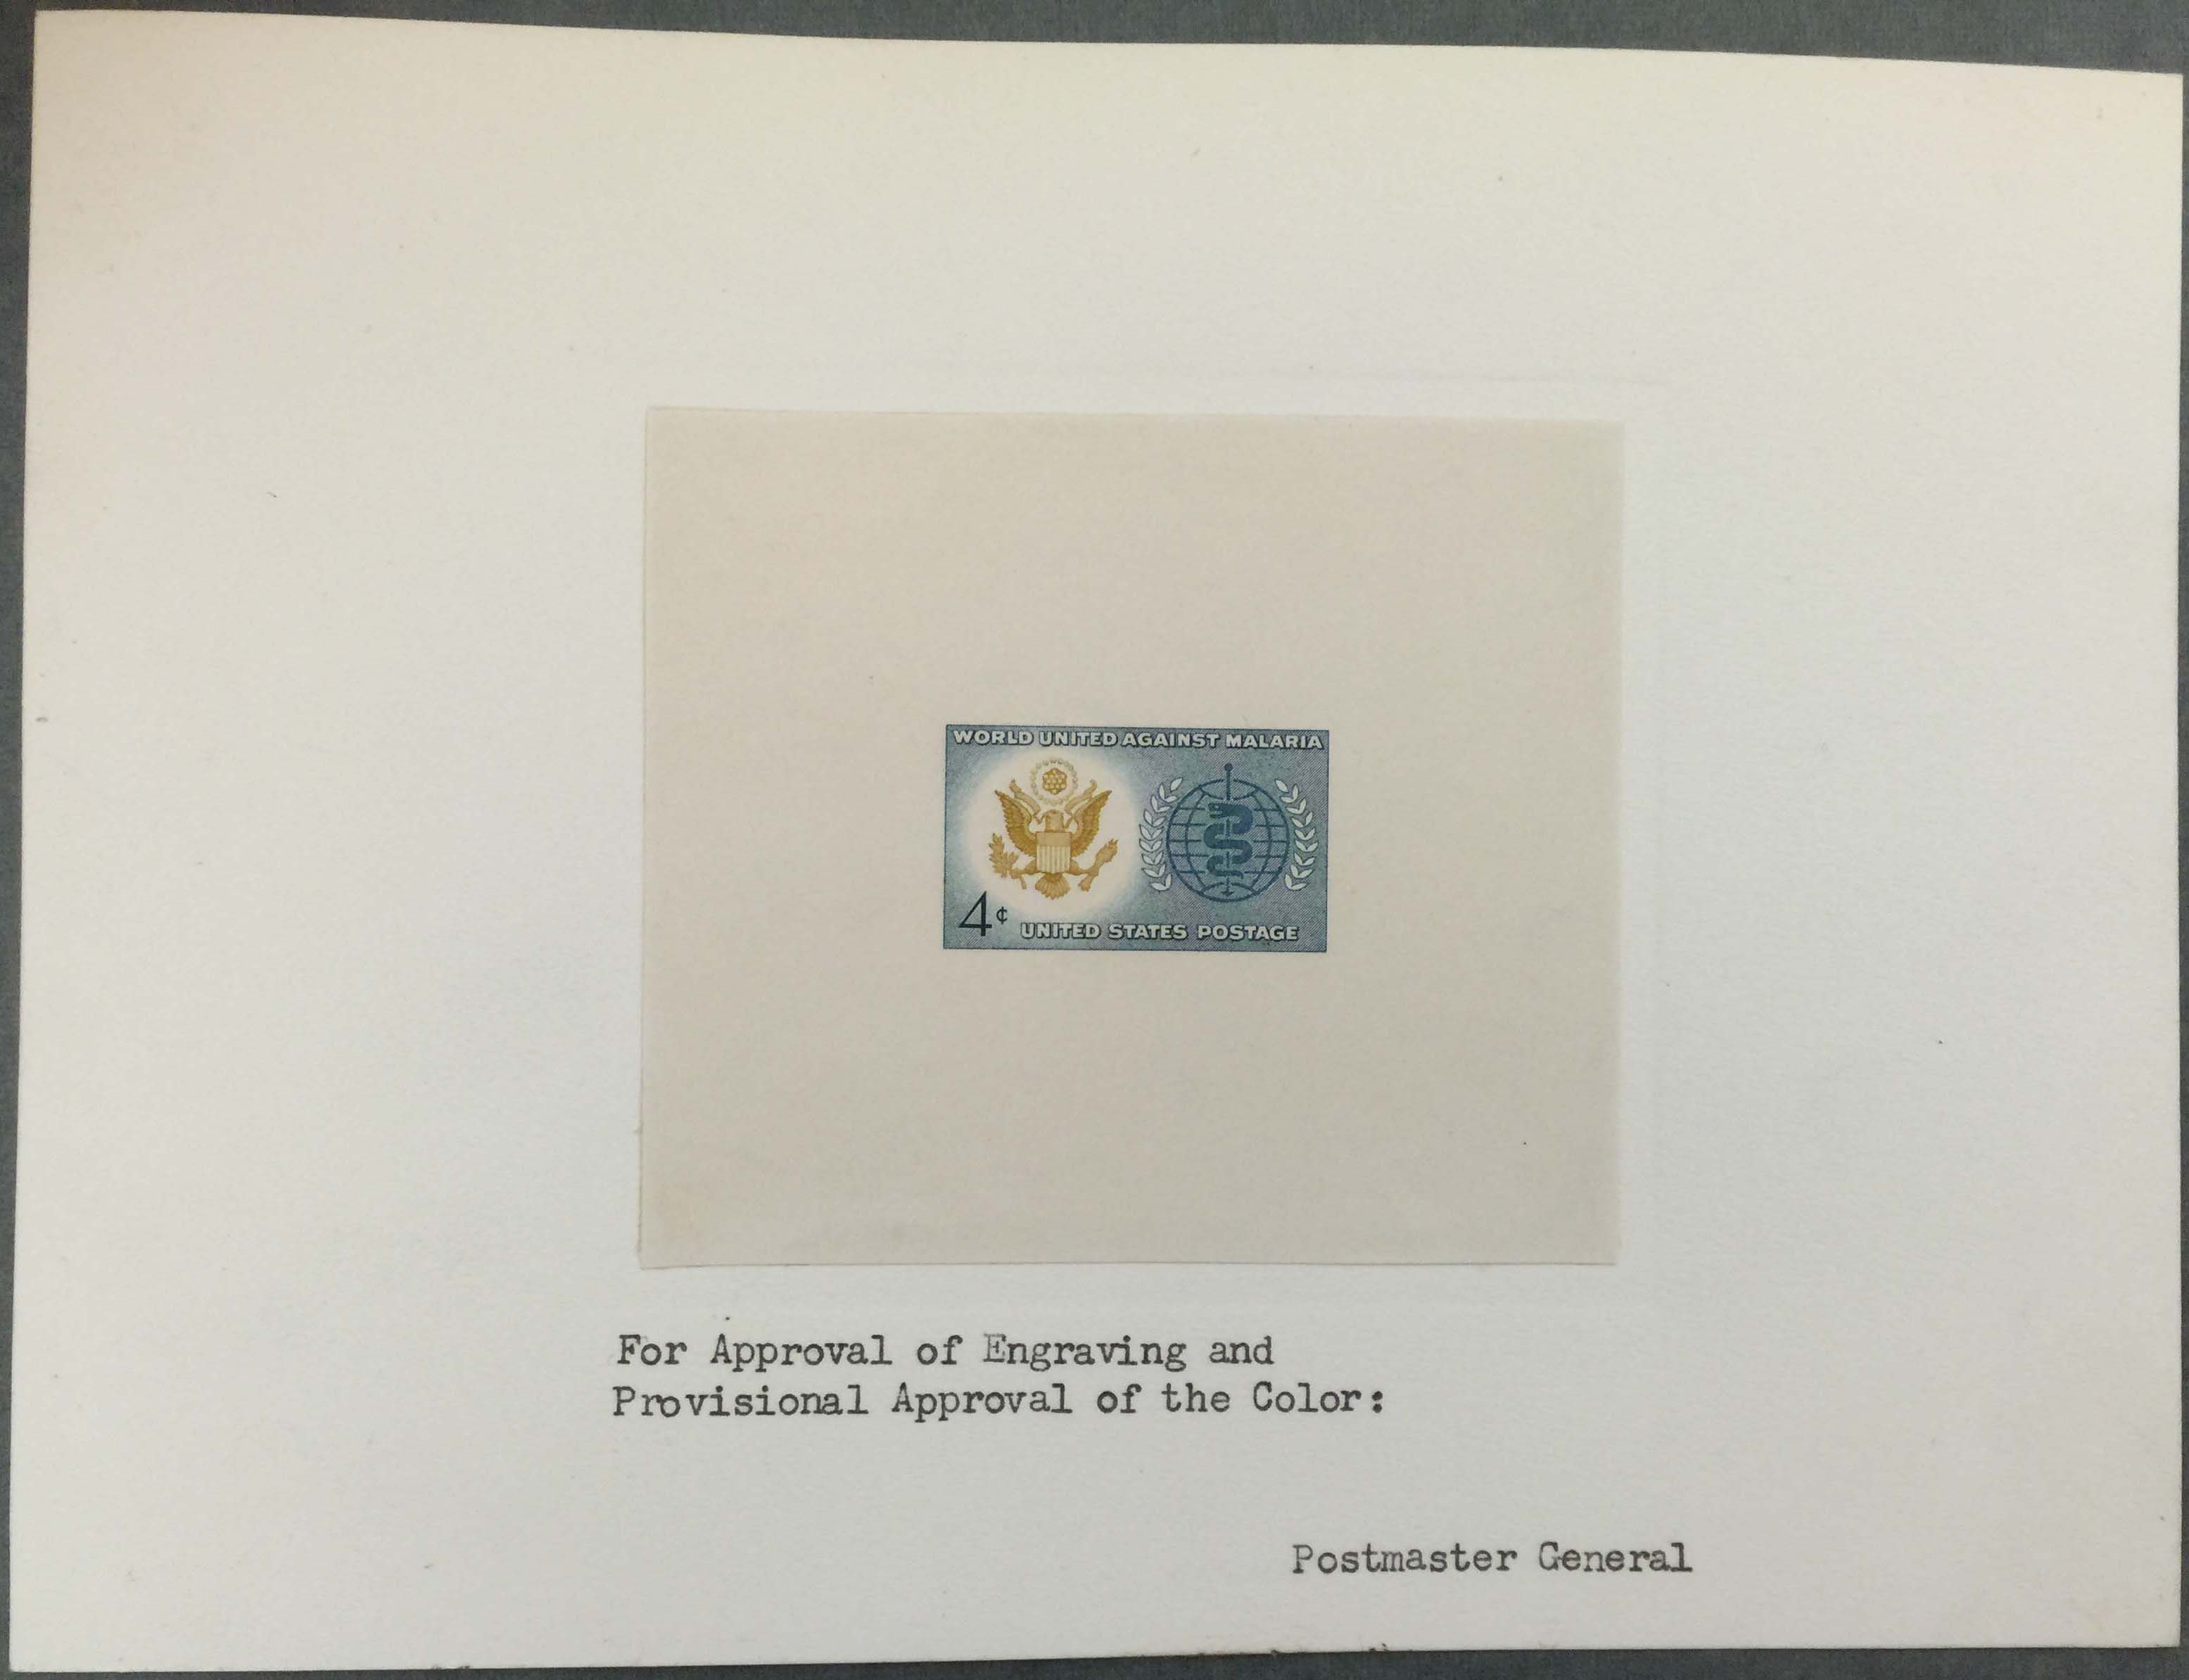 WORLD UNITED AGAINST MALARIA
4¢ UNITED STATES POSTAGE
For Approval of Engraving and
Provisional Approval of the Color:
Postmaster General